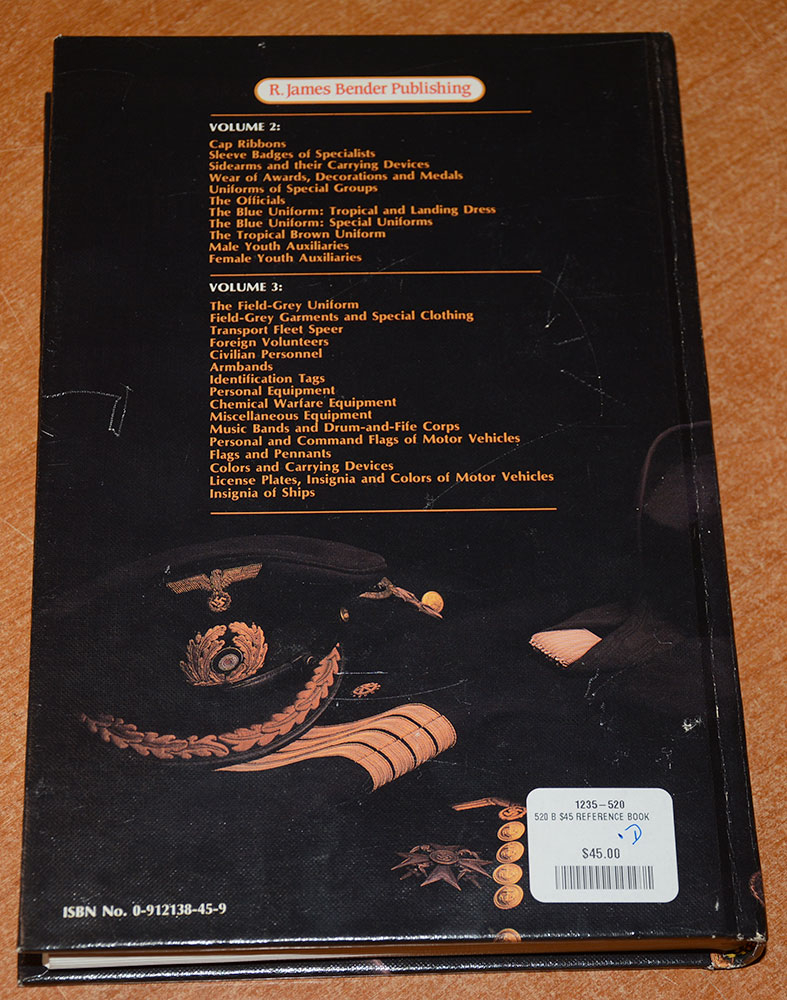 R. James Bender Publishing
VOLUME 2:
Cap Ribbons
Sleeve Badges of Specialists
Sidearms and their Carrying Devices
Wear of Awards, Decorations and Medals
Uniforms of Special Groups
The Officials
The Blue Uniform: Tropical and Landing Dress
The Blue Uniform: Special Uniforms
The Tropical Brown Uniform
Male Youth Auxiliaries
Female Youth Auxiliaries
VOLUME 3:
The Field-Grey Uniform
Field-Grey Garments and Special Clothing
Transport Fleet Speer
Foreign Volunteers
Civilian Personnel
Armbands
Identification Tags
Personal Equipment
Chemical Warfare Equipment
Miscellaneous Equipment
Music Bands and Drum-and-Fife Corps
Personal and Command Flags of Motor Vehicles
Flags and Pennants
Colors and Carrying Devices
License Plates, Insignia and Colors of Motor Vehicles
Insignia of Ships
1235-520
520 B $45 REFERENCE BOOK
D
$45.00
ISBN No. 0-912138-45-9